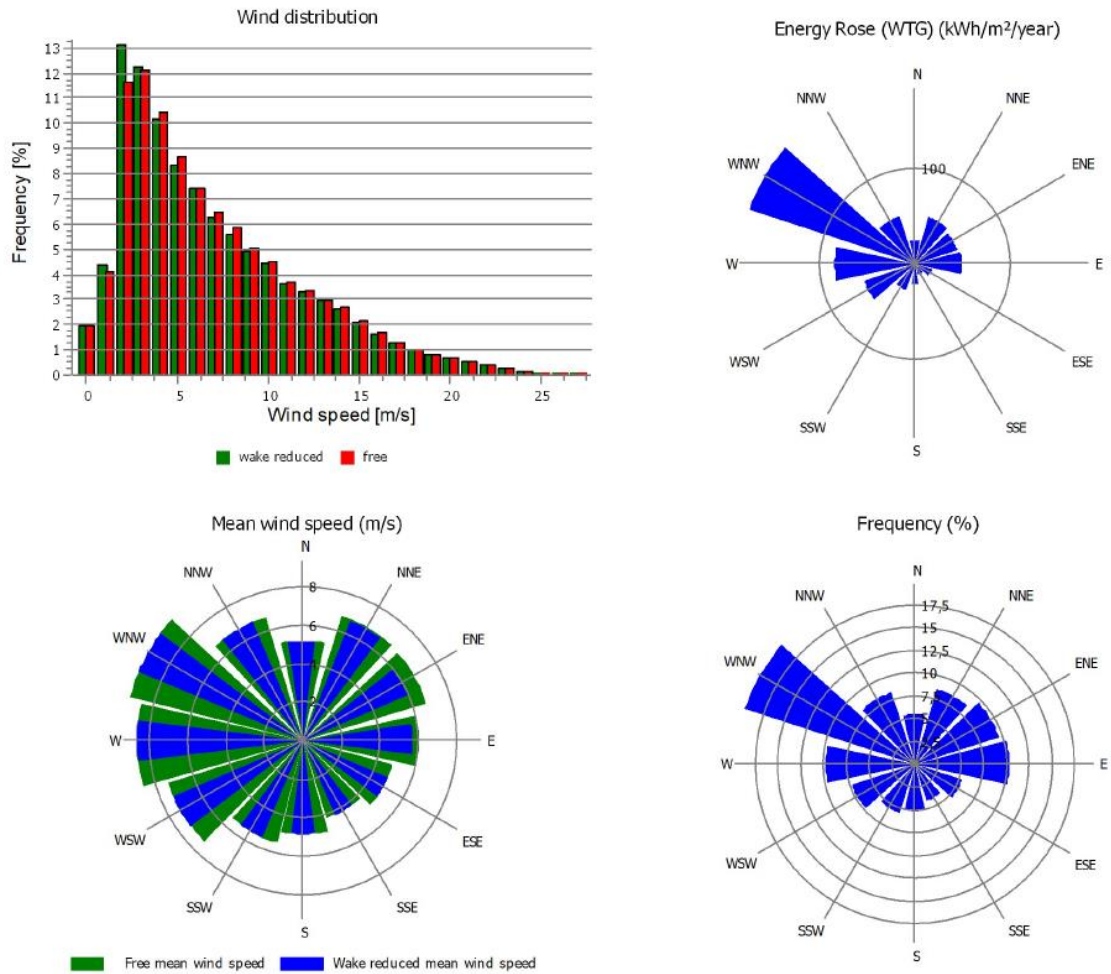 Wind distribution
13
12
11
10
9
8
7
6
5
4
3
2
1
0
Frequency [%]
0 5 10 15 20 25
Wind speed [m/s]
wake reduced free
Energy Rose (WTG) (kWh/m²/year)
N
NNW NNE
WNW ENE
100
W E
WSW ESE
SSW SSE
S
Mean wind speed (m/s)
N
NNW NNE
8
6
WNW ENE
4
2
W E
WSW ESE
SSW SSE
S
Free mean wind speed Wake reduced mean wind speed
Frequency (%)
N
NNW NNE
17,5
15
12,5
WNW ENE
10
7,5
W E
WSW ESE
SSW SSE
S